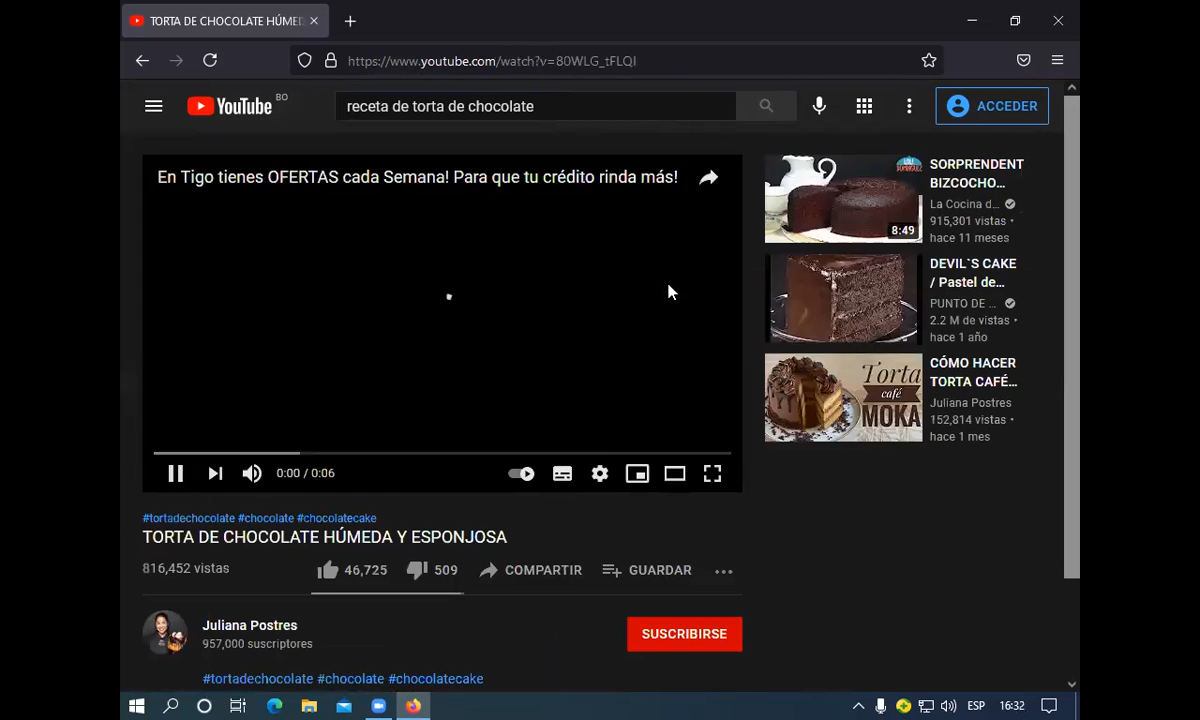 TORTA DE CHOCOLATE HÚMED
https://www.youtube.com/watch?v=80WLG_tFLQI
YouTube BO
receta de torta de chocolate
ACCEDER
En Tigo tienes OFERTAS cada Semana! Para que tu crédito rinda más!
0:00 / 0:06
#tortadechocolate #chocolate #chocolatecake
TORTA DE CHOCOLATE HÚMEDA Y ESPONJOSA
816,452 vistas
46,725
509
COMPARTIR
GUARDAR
Juliana Postres
957,000 suscriptores
SUSCRIBIRSE
#tortadechocolate #chocolate #chocolatecake
8:49
SORPRENDENT
BIZCOCHO...
La Cocina d...
915,301 vistas •
hace 11 meses
DEVIL`S CAKE
/ Pastel de...
PUNTO DE ...
2.2 M de vistas •
hace 1 año
Torta
café
MOKA
CÓMO HACER
TORTA CAFÉ...
Juliana Postres
152,814 vistas •
hace 1 mes
ESP
16:32